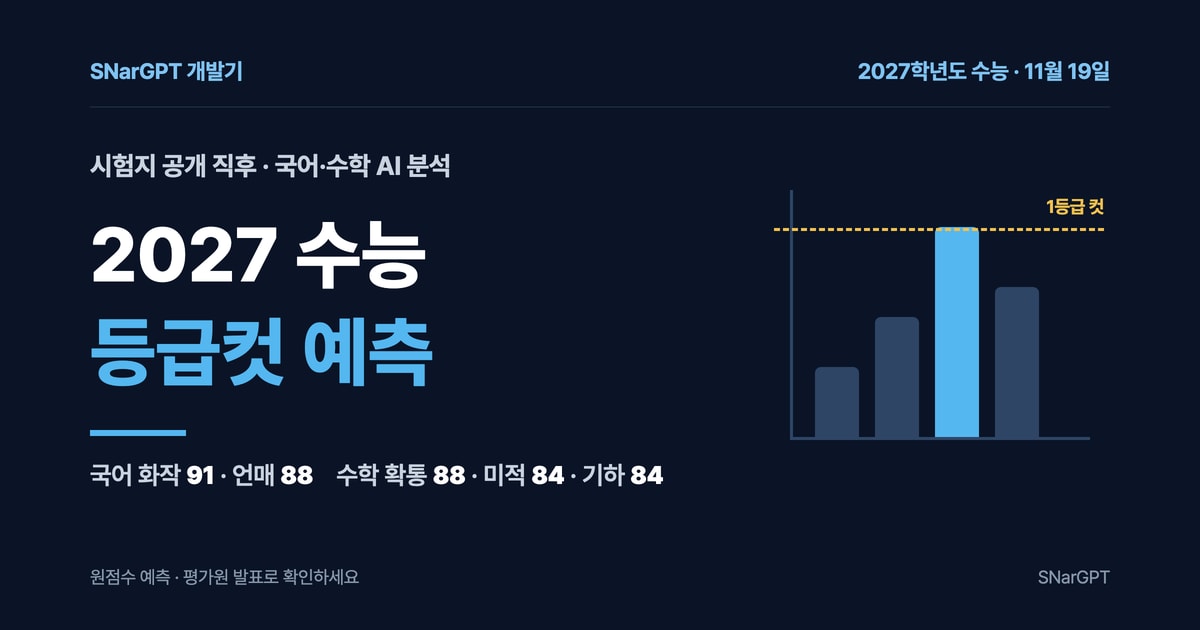 SNarGPT 개발기
2027학년도 수능 · 11월 19일
시험지 공개 직후 · 국어·수학 AI 분석
2027 수능
등급컷 예측
1등급 컷
국어 화작 91 · 언매 88 수학 확통 88 · 미적 84 · 기하 84
원점수 예측 · 평가원 발표로 확인하세요
SNarGPT